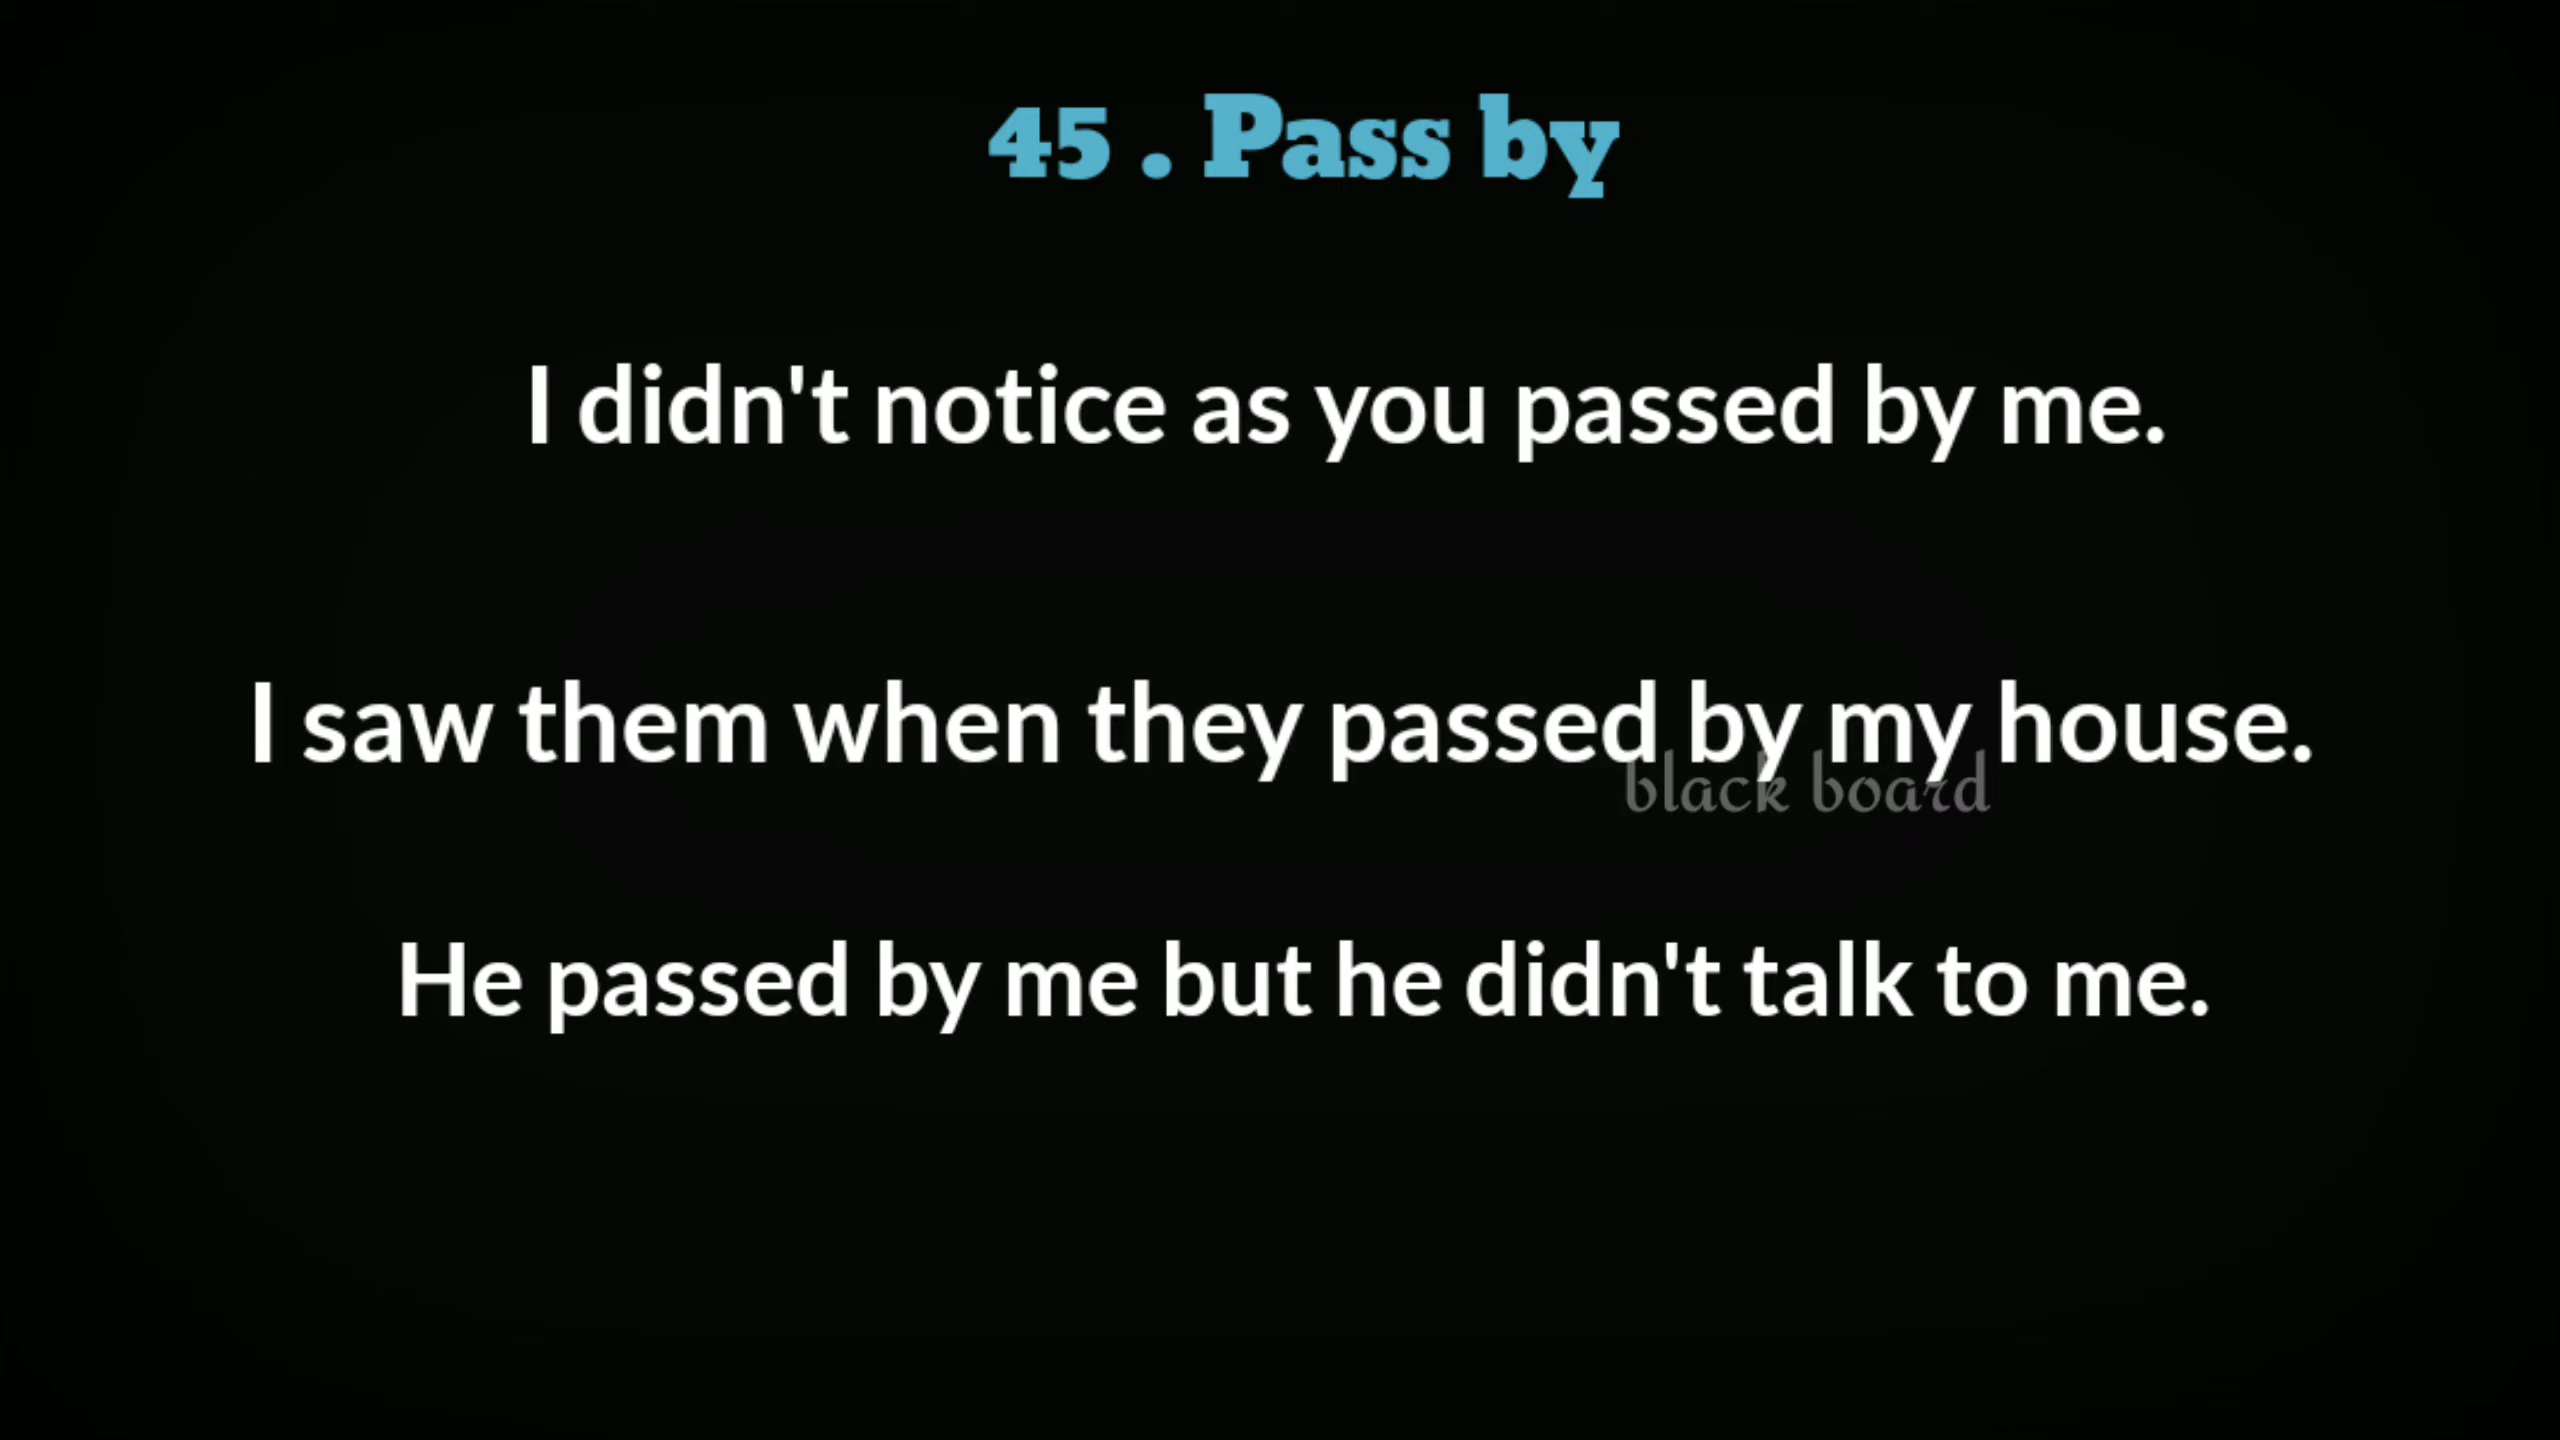 45 . Pass by
I didn't notice as you passed by me.
I saw them when they passed by my house.
black board
He passed by me but he didn't talk to me.